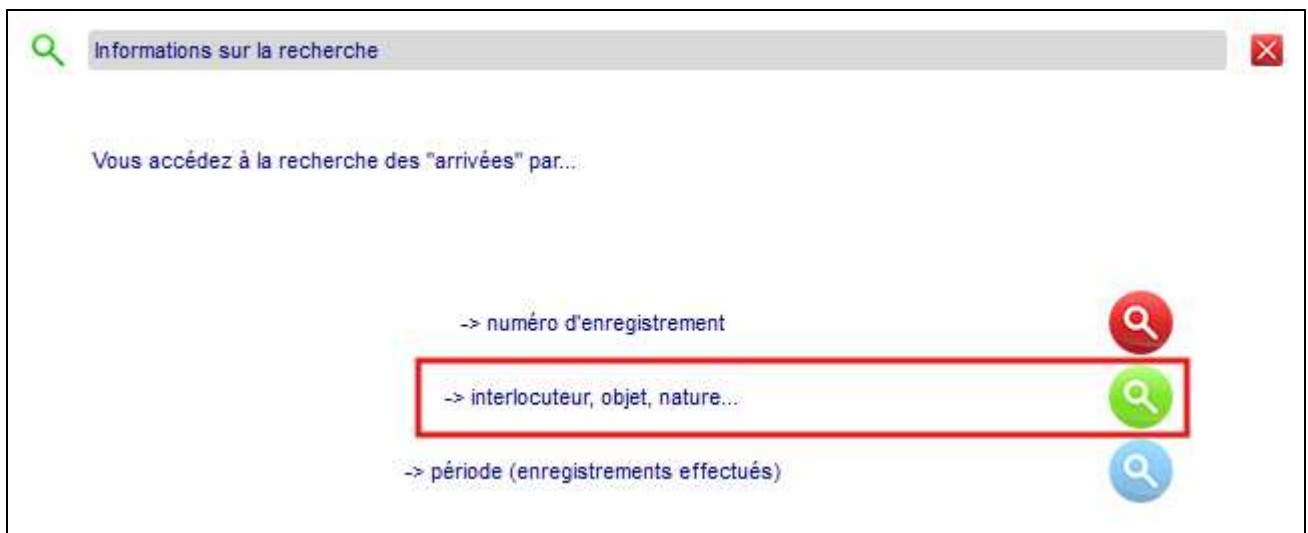 Informations sur la recherche
Vous accédez à la recherche des "arrivées" par...
-> numéro d'enregistrement
-> interlocuteur, objet, nature...
-> période (enregistrements effectués)